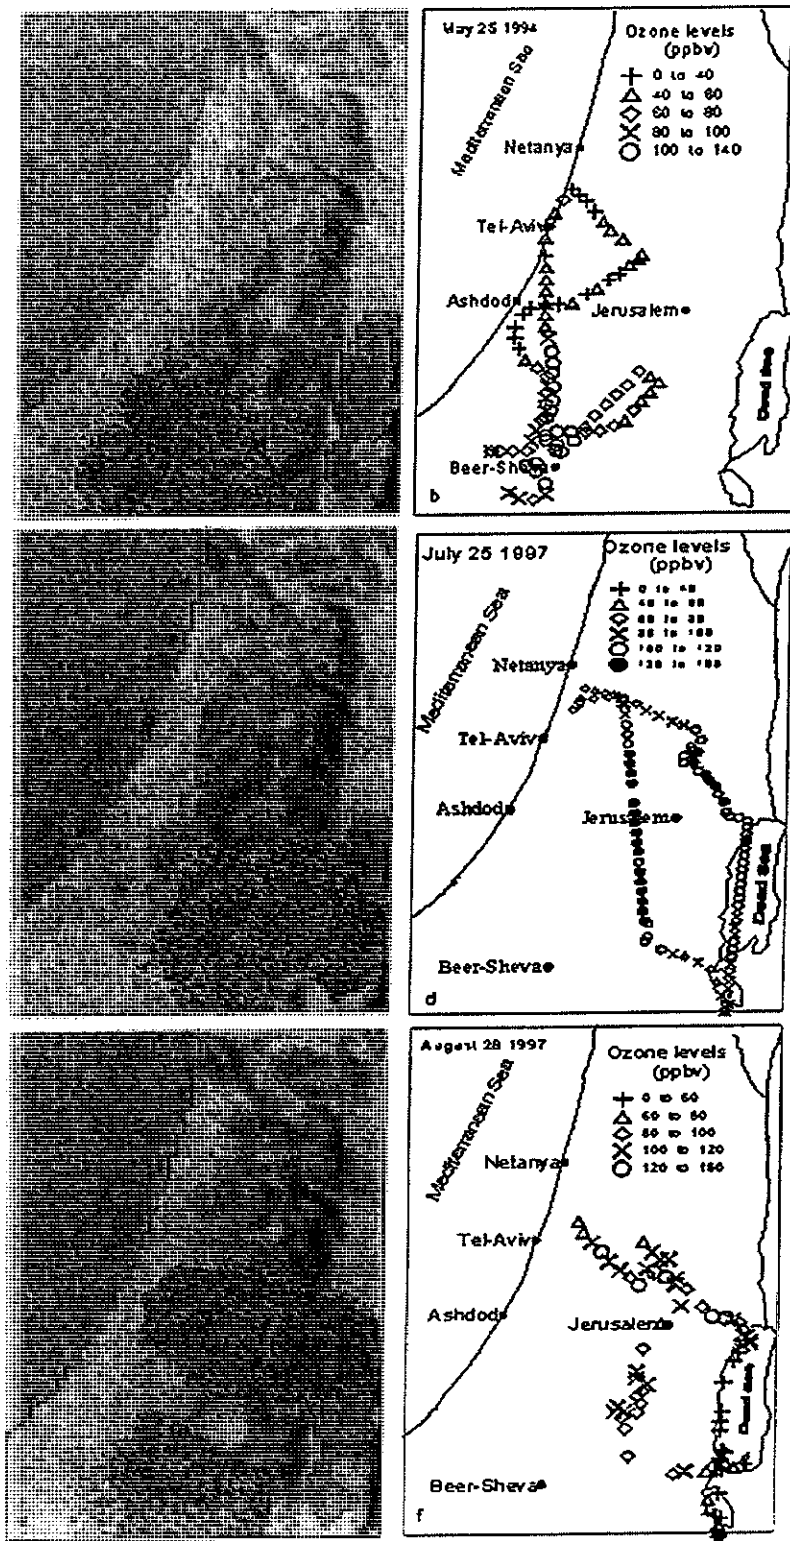 May 25 1994
Ozone levels
(ppbv)
0 to 40
40 to 60
60 to 80
80 to 100
100 to 140
Mediterranean Sea
Netanya
Tel-Aviv
Ashdod
Jerusalem
Dead Sea
Beer-Sheva
b
July 25 1997
Ozone levels
(ppbv)
Mediterranean Sea
Netanya
Tel-Aviv
Ashdod
Jerusalem
Dead Sea
Beer-Sheva
d
August 28 1997
Ozone levels
(ppbv)
0 to 60
60 to 80
80 to 100
100 to 120
120 to 160
Mediterranean Sea
Netanya
Tel-Aviv
Ashdod
Jerusalem
Dead sea
Beer-Sheva
f